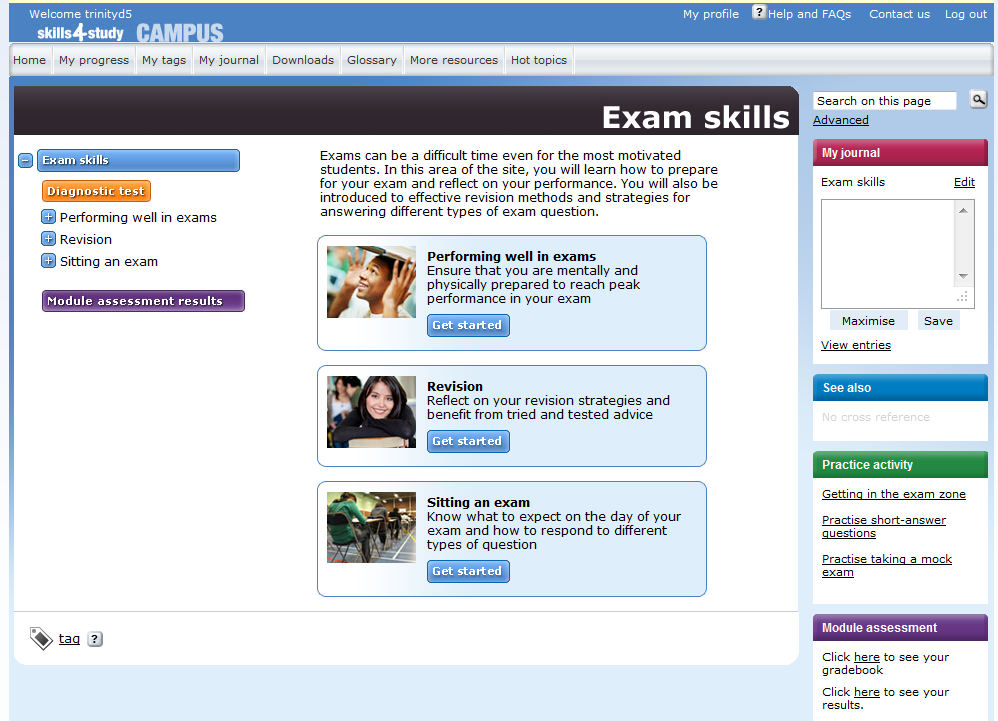 Welcome trinityd5
My profile ? Help and FAQs Contact us Log out
skills4study CAMPUS
Home My progress My tags My journal Downloads Glossary More resources Hot topics
Exam skills
Exam skills
Diagnostic test
Performing well in exams
Revision
Sitting an exam
Module assessment results
Exams can be a difficult time even for the most motivated
students. In this area of the site, you will learn how to prepare
for your exam and reflect on your performance. You will also be
introduced to effective revision methods and strategies for
answering different types of exam question.
Performing well in exams
Ensure that you are mentally and
physically prepared to reach peak
performance in your exam
Get started
Revision
Reflect on your revision strategies and
benefit from tried and tested advice
Get started
Sitting an exam
Know what to expect on the day of your
exam and how to respond to different
types of question
Get started
tag ?
Search on this page
Advanced
My journal
Exam skills Edit
Maximise Save
View entries
See also
No cross reference
Practice activity
Getting in the exam zone
Practise short-answer
questions
Practise taking a mock
exam
Module assessment
Click here to see your
gradebook
Click here to see your
results.